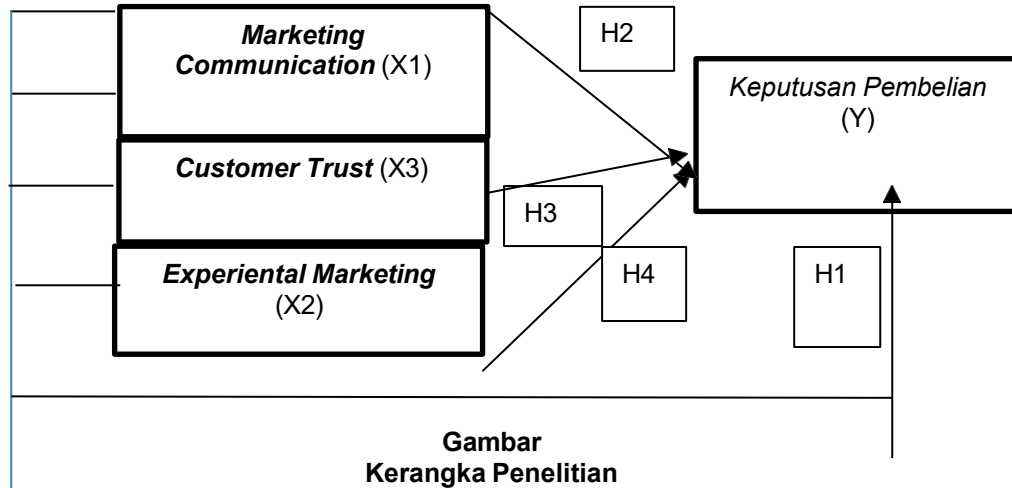 Marketing
Communication (X1)
H2
Keputusan Pembelian
(Y)
Customer Trust (X3)
H3
Experiental Marketing
(X2)
H4
H1
Gambar
Kerangka Penelitian